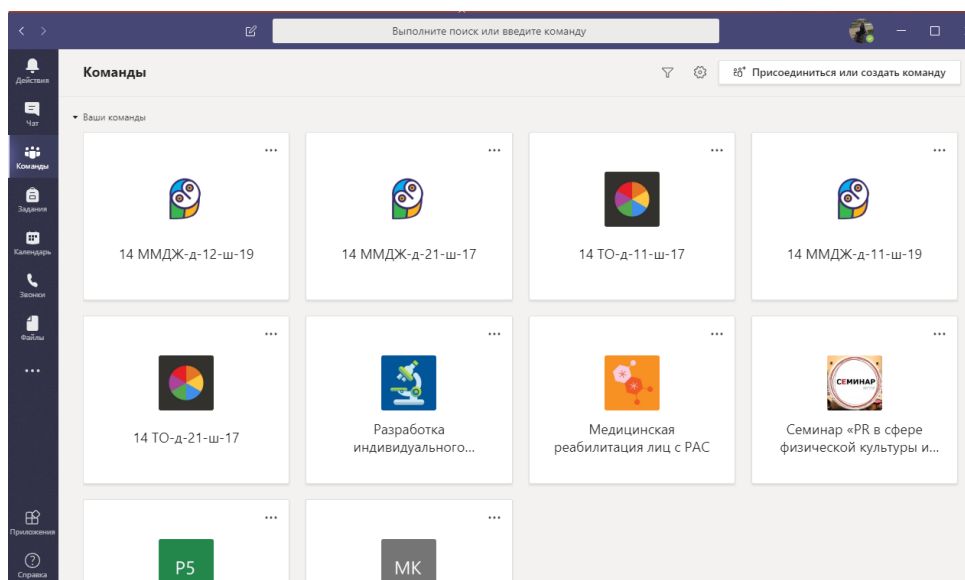 Выполните поиск или введите команду
Действия
Чат
Команды
Задания
Календарь
Звонки
Файлы
Приложения
Справка
Команды
Присоединиться или создать команду
Ваши команды
14 ММДЖ-д-12-ш-19
14 ММДЖ-д-21-ш-17
14 ТО-д-11-ш-17
14 ММДЖ-д-11-ш-19
14 ТО-д-21-ш-17
Разработка
индивидуального...
Медицинская
реабилитация лиц с РАС
СЕМИНАР
Семинар «PR в сфере
физической культуры и...
Р5
МК